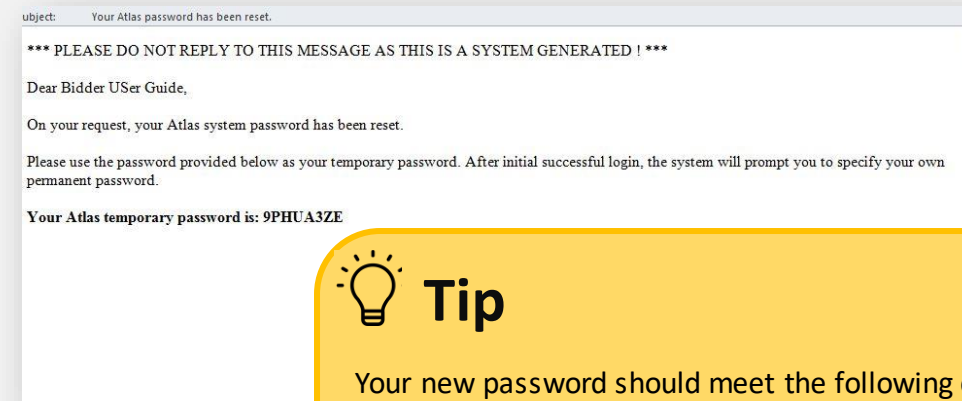 ubject: Your Atlas password has been reset.
*** PLEASE DO NOT REPLY TO THIS MESSAGE AS THIS IS A SYSTEM GENERATED ! ***
Dear Bidder USer Guide,
On your request, your Atlas system password has been reset.
Please use the password provided below as your temporary password. After initial successful login, the system will prompt you to specify your own
permanent password.
Your Atlas temporary password is: 9PHUA3ZE
Tip
Your new password should meet the following